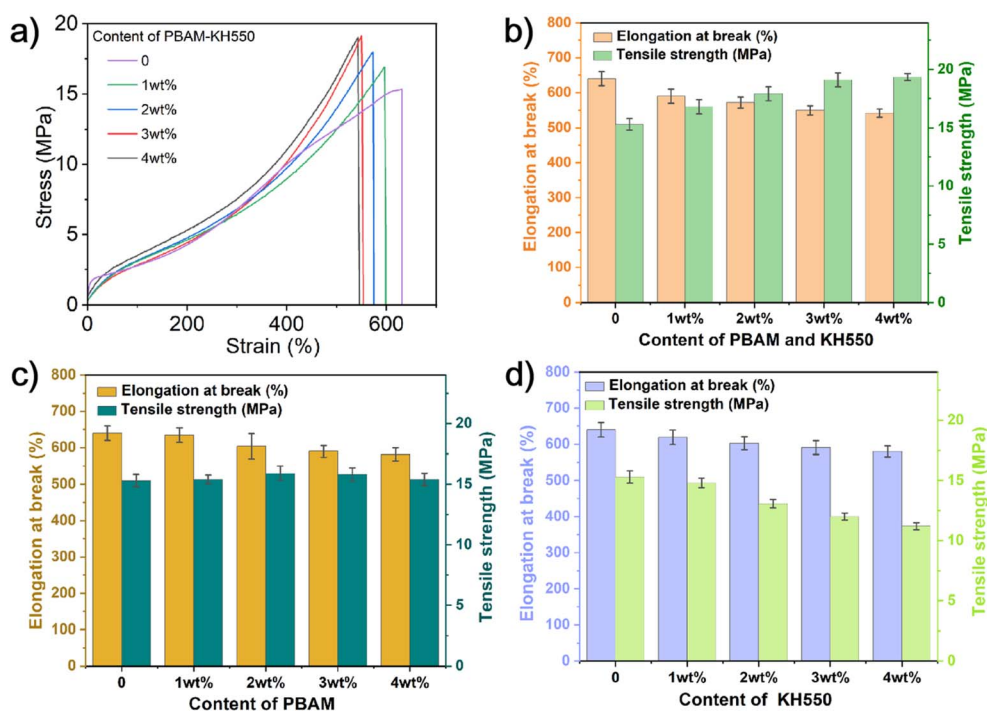 a)
Content of PBAM-KH550
0
1wt%
2wt%
3wt%
4wt%
Stress (MPa)
20
15
10
5
0
0
200
400
600
Strain (%)
b)
Elongation at break (%)
Tensile strength (MPa)
Elongation at break (%)
800
700
600
550
500
450
400
300
200
100
0
20
15
10
5
0
Tensile strength (MPa)
0
1wt%
2wt%
3wt%
4wt%
Content of PBAM and KH550
c)
Elongation at break (%)
Tensile strength (MPa)
Elongation at break (%)
800
700
600
500
400
300
200
100
0
20
15
10
5
0
Tensile strength (MPa)
0
1wt%
2wt%
3wt%
4wt%
Content of PBAM
d)
Elongation at break (%)
Tensile strength (MPa)
Elongation at break (%)
800
700
600
500
400
300
200
100
0
20
15
10
5
0
Tensile strength (MPa)
0
1wt%
2wt%
3wt%
4wt%
Content of KH550